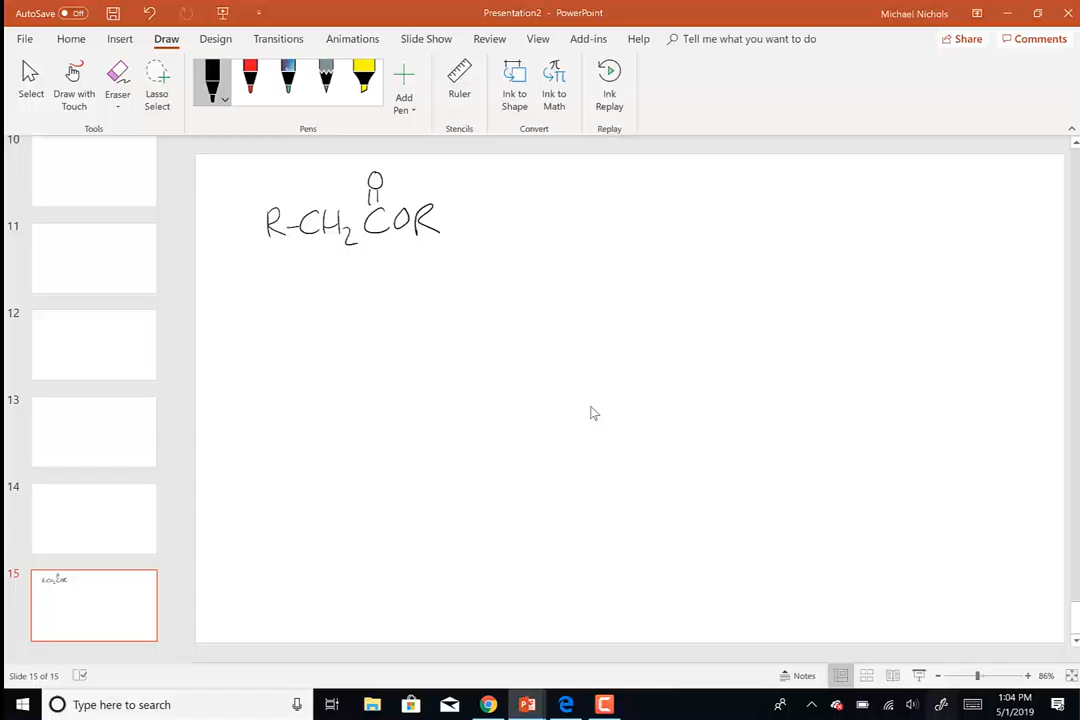 AutoSave Off
Presentation2 - PowerPoint
Michael Nichols
File Home Insert Draw Design Transitions Animations Slide Show Review View Add-ins Help Tell me what you want to do Share Comments
Select
Draw with Touch
Eraser
Lasso Select
Add Pen
Ruler
Ink to Shape
Ink to Math
Ink Replay
Tools Pens Stencils Convert Replay
10
11
12
13
14
15
O
R-CH2COR
Slide 15 of 15
Notes
86%
Type here to search
1:04 PM
5/1/2019